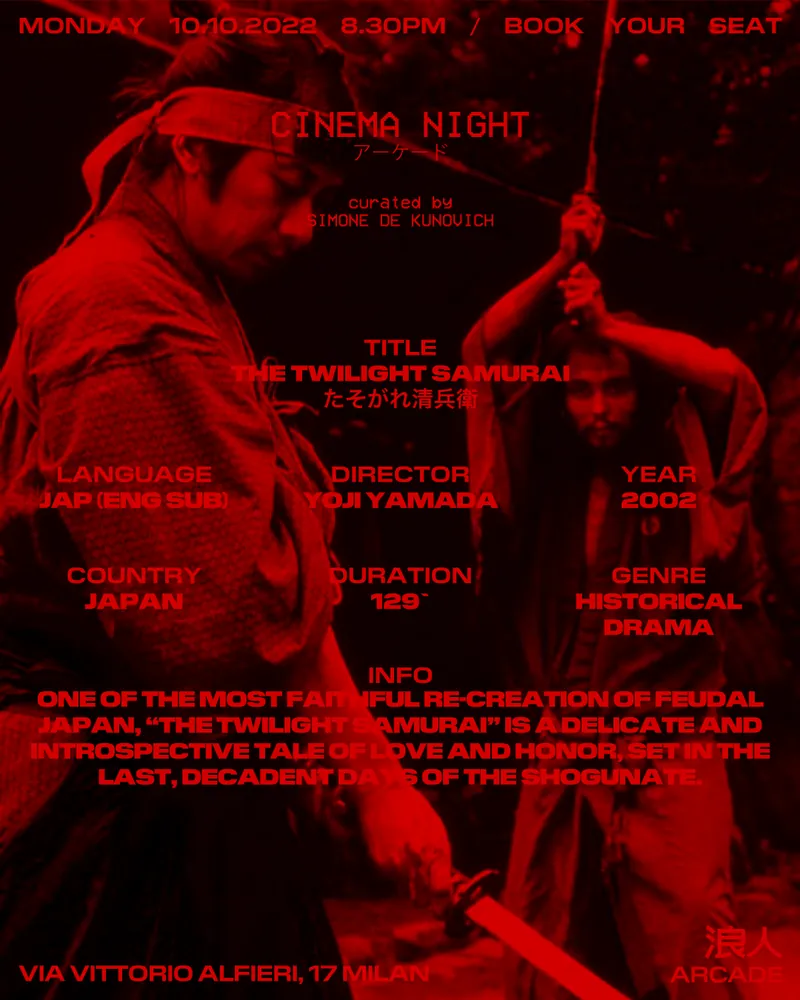 MONDAY 10.10.2022 8.30PM / BOOK YOUR SEAT
CINEMA NIGHT
アーケード
curated by
SIMONE DE KUNOVICH
TITLE
THE TWILIGHT SAMURAI
たそがれ清兵衛
LANGUAGE DIRECTOR YEAR
JAP (ENG SUB) YOJI YAMADA 2002
COUNTRY DURATION GENRE
JAPAN 129` HISTORICAL
DRAMA
INFO
ONE OF THE MOST FAITHFUL RE-CREATION OF FEUDAL
JAPAN, “THE TWILIGHT SAMURAI” IS A DELICATE AND
INTROSPECTIVE TALE OF LOVE AND HONOR, SET IN THE
LAST, DECADENT DAYS OF THE SHOGUNATE.
浪人
VIA VITTORIO ALFIERI, 17 MILAN ARCADE